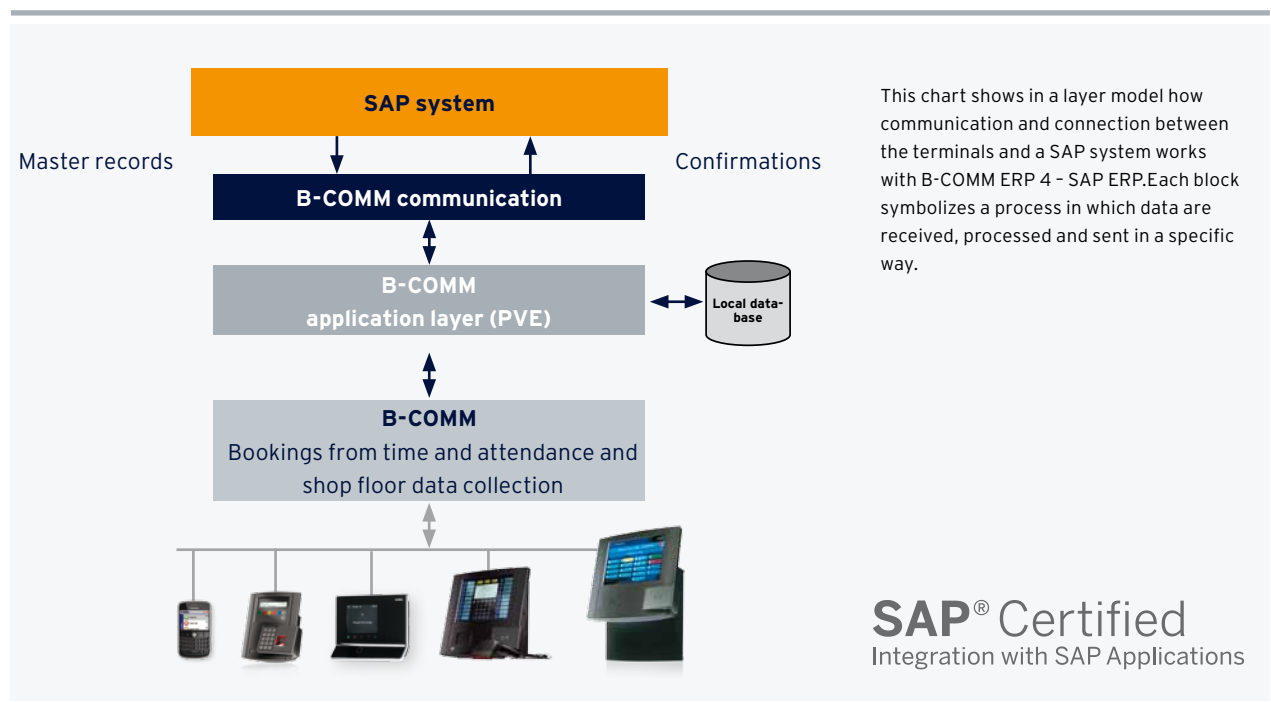 SAP system
Master records
Confirmations
B-COMM communication
B-COMM
application layer (PVE)
Local data-
base
B-COMM
Bookings from time and attendance and
shop floor data collection
This chart shows in a layer model how
communication and connection between
the terminals and a SAP system works
with B-COMM ERP 4 – SAP ERP.Each block
symbolizes a process in which data are
received, processed and sent in a specific
way.
SAP® Certified
Integration with SAP Applications